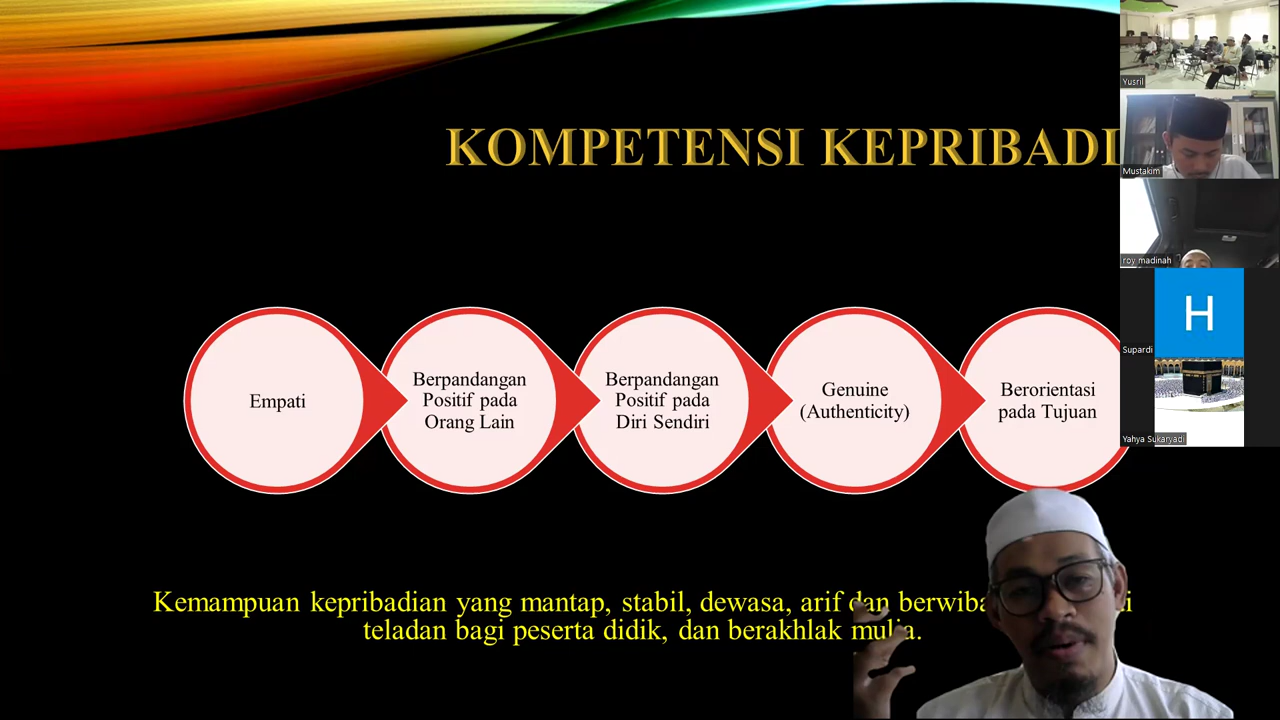 KOMPETENSI KEPRIBADI
Empati
Berpandangan
Positif pada
Orang Lain
Berpandangan
Positif pada
Diri Sendiri
Genuine
(Authenticity)
Berorientasi
pada Tujuan
Kemampuan kepribadian yang mantap, stabil, dewasa, arif dan
teladan bagi peserta didik, dan berakhlak mulia.
Yusril
Mustakim
roy madinah
H
Supardi
Yahya Sukaryadi